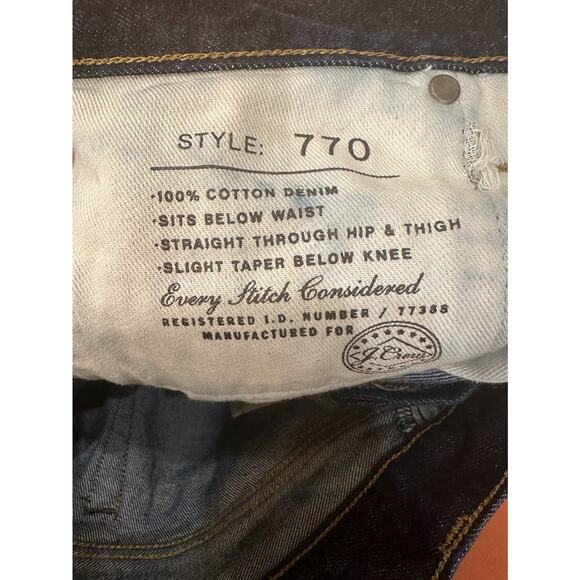 STYLE: 770
·100% COTTON DENIM
·SITS BELOW WAIST
·STRAIGHT THROUGH HIP & THIGH
·SLIGHT TAPER BELOW KNEE
Every Stitch Considered
REGISTERED I.D. NUMBER / 77388
MANUFACTURED FOR
J.Crew